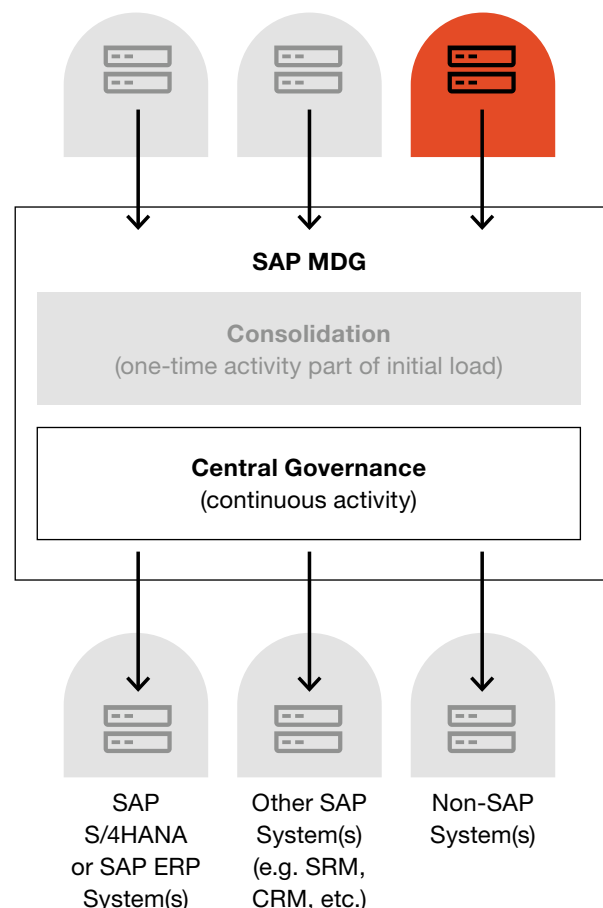 SAP MDG
Consolidation
(one-time activity part of initial load)
Central Governance
(continuous activity)
SAP
S/4HANA
or SAP ERP
System(s)
Other SAP
System(s)
(e.g. SRM,
CRM, etc.)
Non-SAP
System(s)